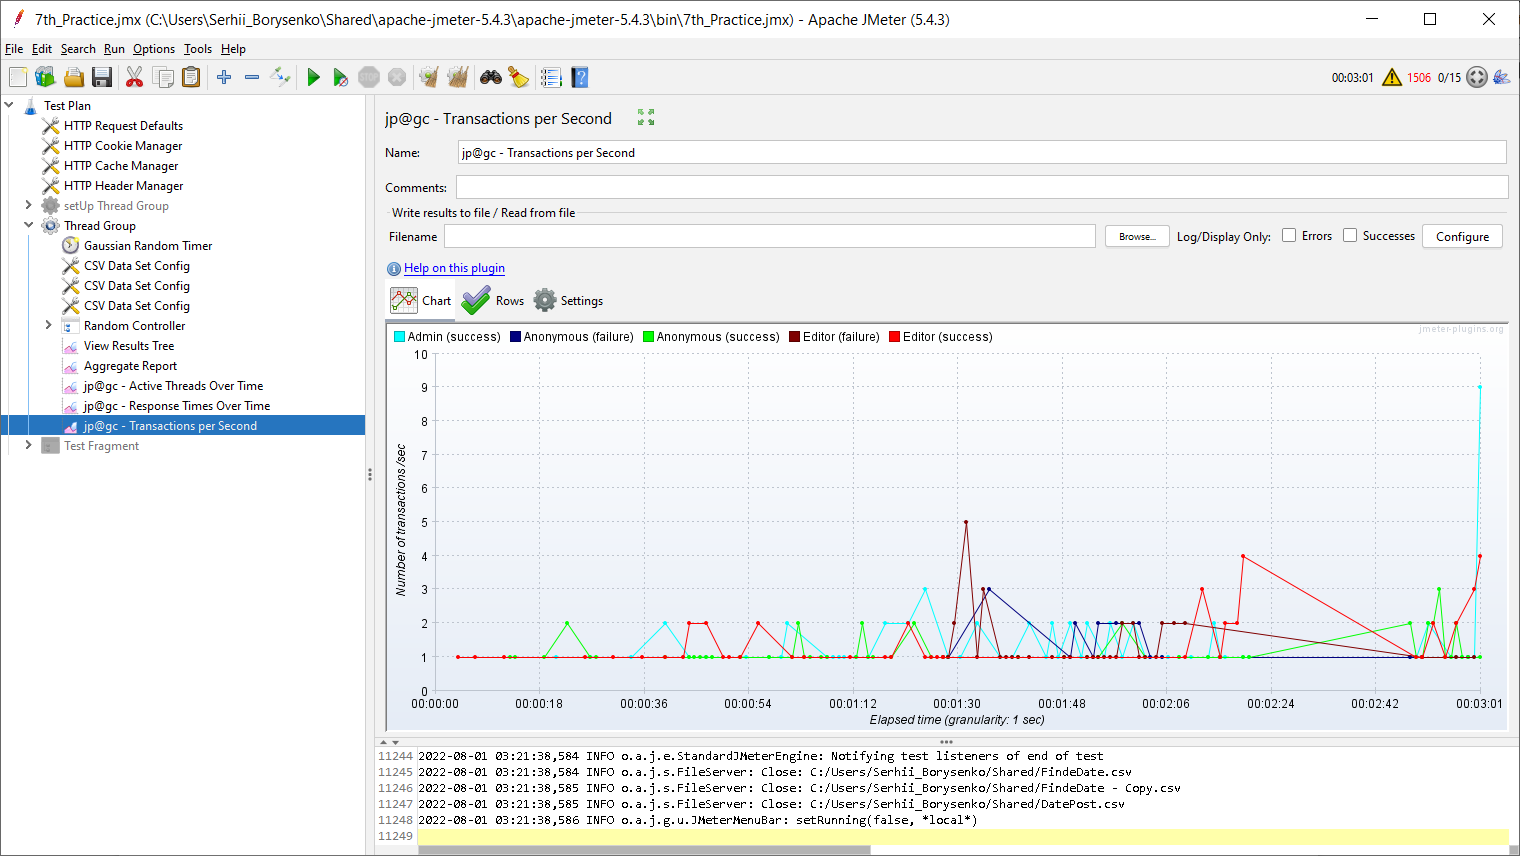 7th_Practice.jmx (C:\Users\Serhii_Borysenko\Shared\apache-jmeter-5.4.3\apache-jmeter-5.4.3\bin\7th_Practice.jmx) - Apache JMeter (5.4.3)
File Edit Search Run Options Tools Help
STOP
00:03:01 1506 0/15
Test Plan
HTTP Request Defaults
HTTP Cookie Manager
HTTP Cache Manager
HTTP Header Manager
setUp Thread Group
Thread Group
Gaussian Random Timer
CSV Data Set Config
CSV Data Set Config
CSV Data Set Config
Random Controller
View Results Tree
Aggregate Report
jp@gc - Active Threads Over Time
jp@gc - Response Times Over Time
jp@gc - Transactions per Second
Test Fragment
jp@gc - Transactions per Second
Name: jp@gc - Transactions per Second
Comments:
Write results to file / Read from file
Filename Browse... Log/Display Only: Errors Successes Configure
Help on this plugin
Chart Rows Settings
jmeter-plugins.org
Admin (success) Anonymous (failure) Anonymous (success) Editor (failure) Editor (success)
10
9
8
7
6
5
4
3
2
1
0
Number of transactions /sec
00:00:00 00:00:18 00:00:36 00:00:54 00:01:12 00:01:30 00:01:48 00:02:06 00:02:24 00:02:42 00:03:01
Elapsed time (granularity: 1 sec)
11244 2022-08-01 03:21:38,584 INFO o.a.j.e.StandardJMeterEngine: Notifying test listeners of end of test
11245 2022-08-01 03:21:38,584 INFO o.a.j.s.FileServer: Close: C:/Users/Serhii_Borysenko/Shared/FindeDate.csv
11246 2022-08-01 03:21:38,585 INFO o.a.j.s.FileServer: Close: C:/Users/Serhii_Borysenko/Shared/FindeDate - Copy.csv
11247 2022-08-01 03:21:38,585 INFO o.a.j.s.FileServer: Close: C:/Users/Serhii_Borysenko/Shared/DatePost.csv
11248 2022-08-01 03:21:38,586 INFO o.a.j.g.u.JMeterMenuBar: setRunning(false, *local*)
11249